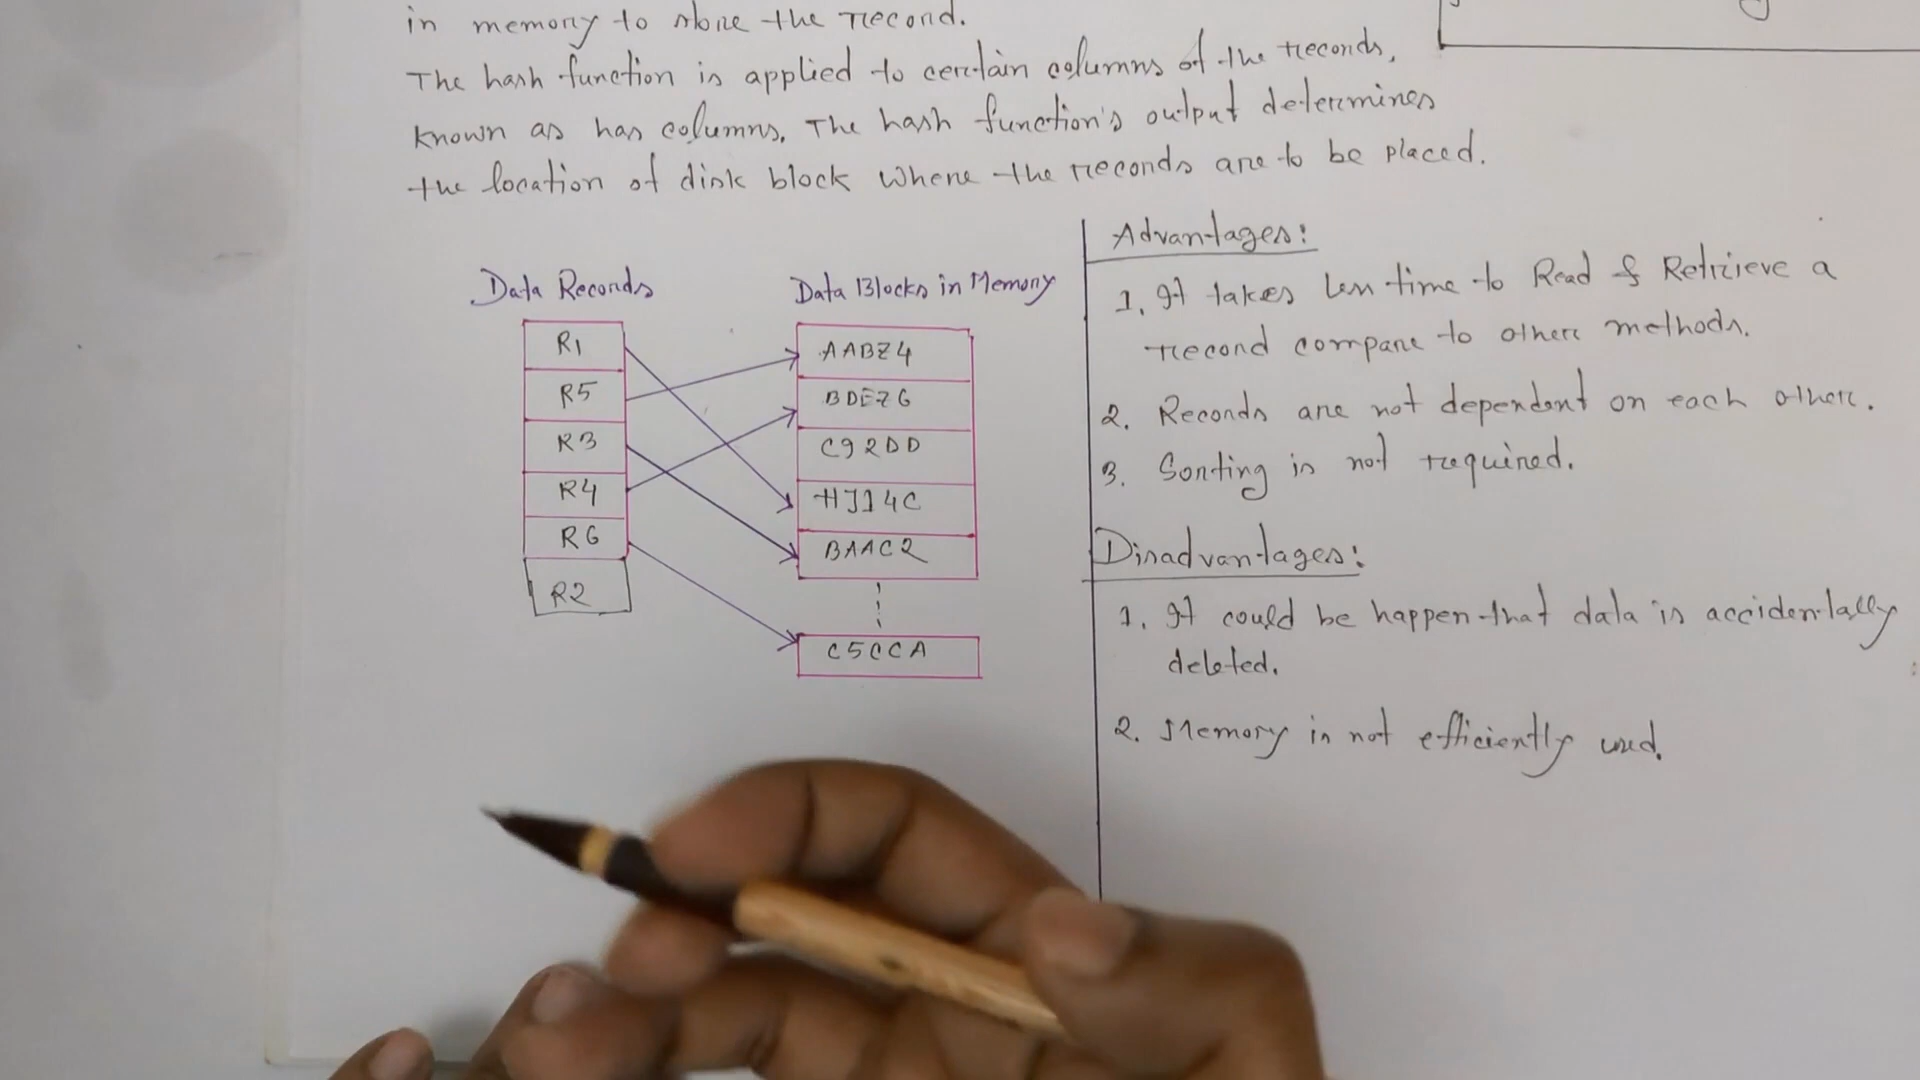 in memory to store the record.
The hash function is applied to certain columns of the records,
known as has columns. The hash function's output determines
the location of disk block where the records are to be placed.
Data Records
R1
R5
R3
R4
R6
R2
Data Blocks in Memory
AABZ4
BDEZ6
C92DD
HJ14C
BAAC2
C5CCA
Advantages:
1. It takes less time to Read & Retrieve a
record compare to other methods.
2. Records are not dependent on each other.
3. Sorting is not required.
Disadvantages:
1. It could be happen that data is accidentally
deleted.
2. Memory is not efficiently used.